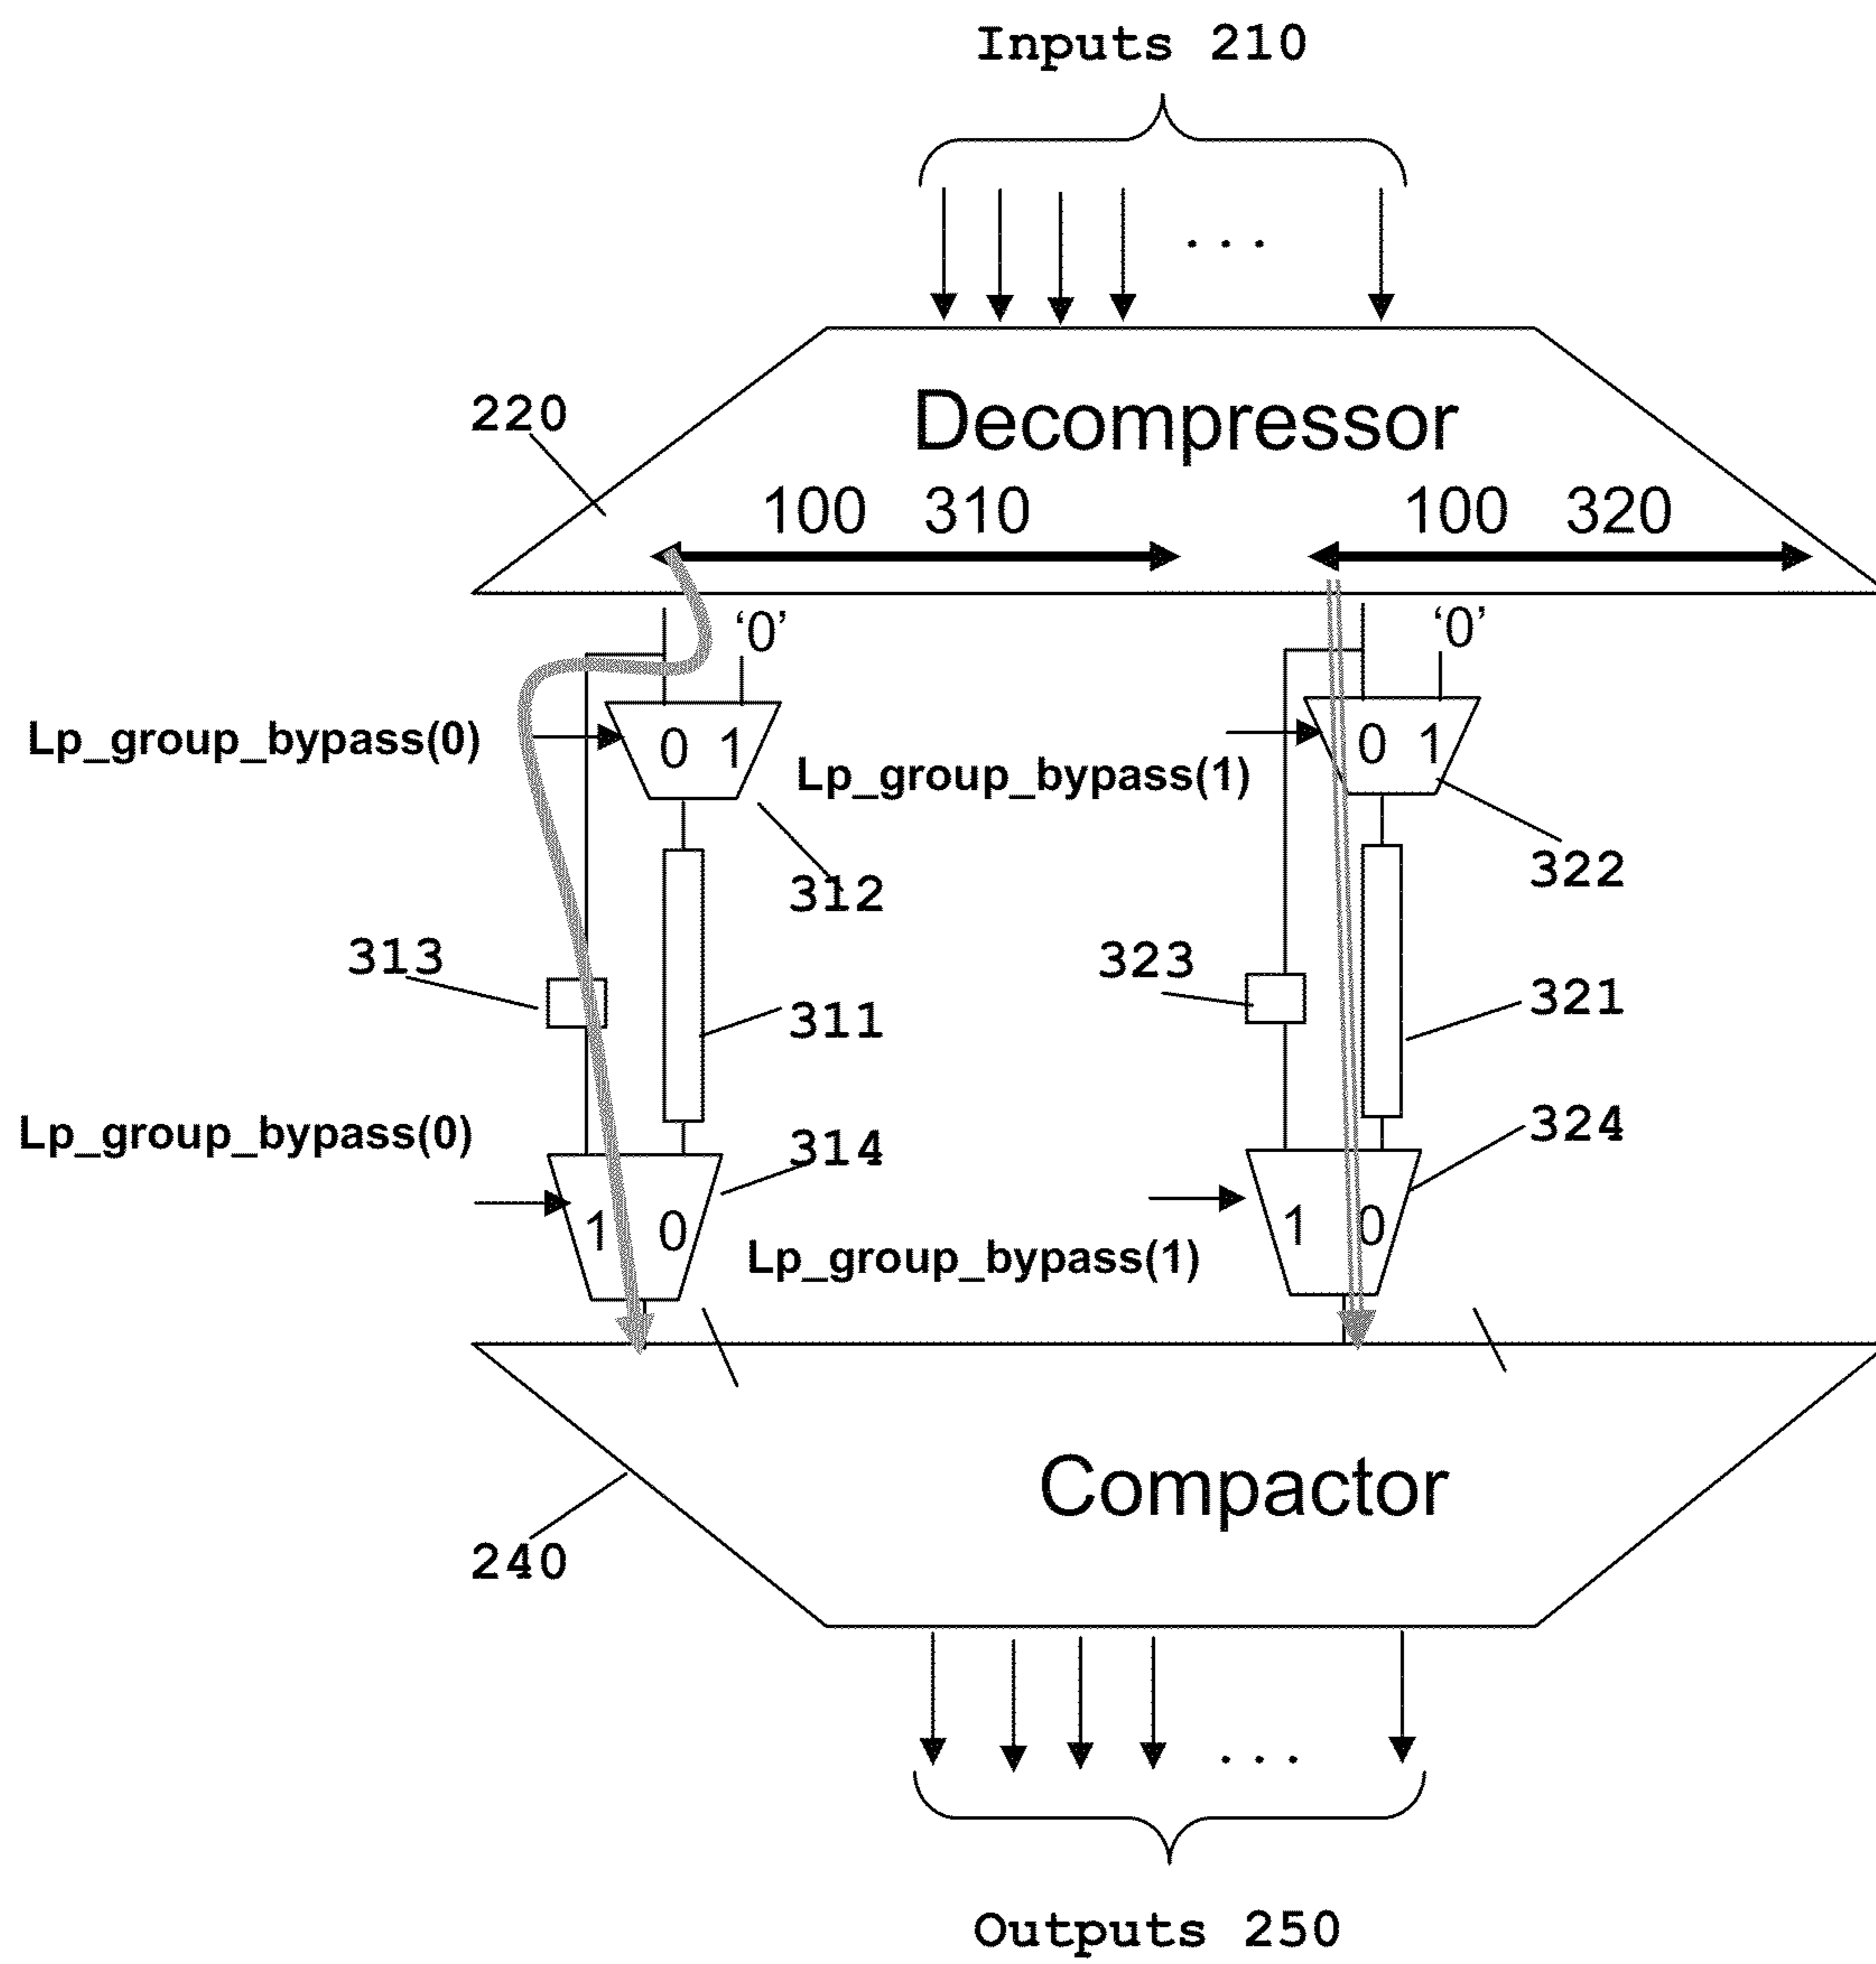 Inputs 210
. . .
220
Decompressor
100 310
100 320
‘0’
‘0’
Lp_group_bypass(0)
0 1
Lp_group_bypass(1)
0 1
312
322
313
323
311
321
Lp_group_bypass(0)
314
324
1 0
Lp_group_bypass(1)
1 0
Compactor
240
. . .
Outputs 250